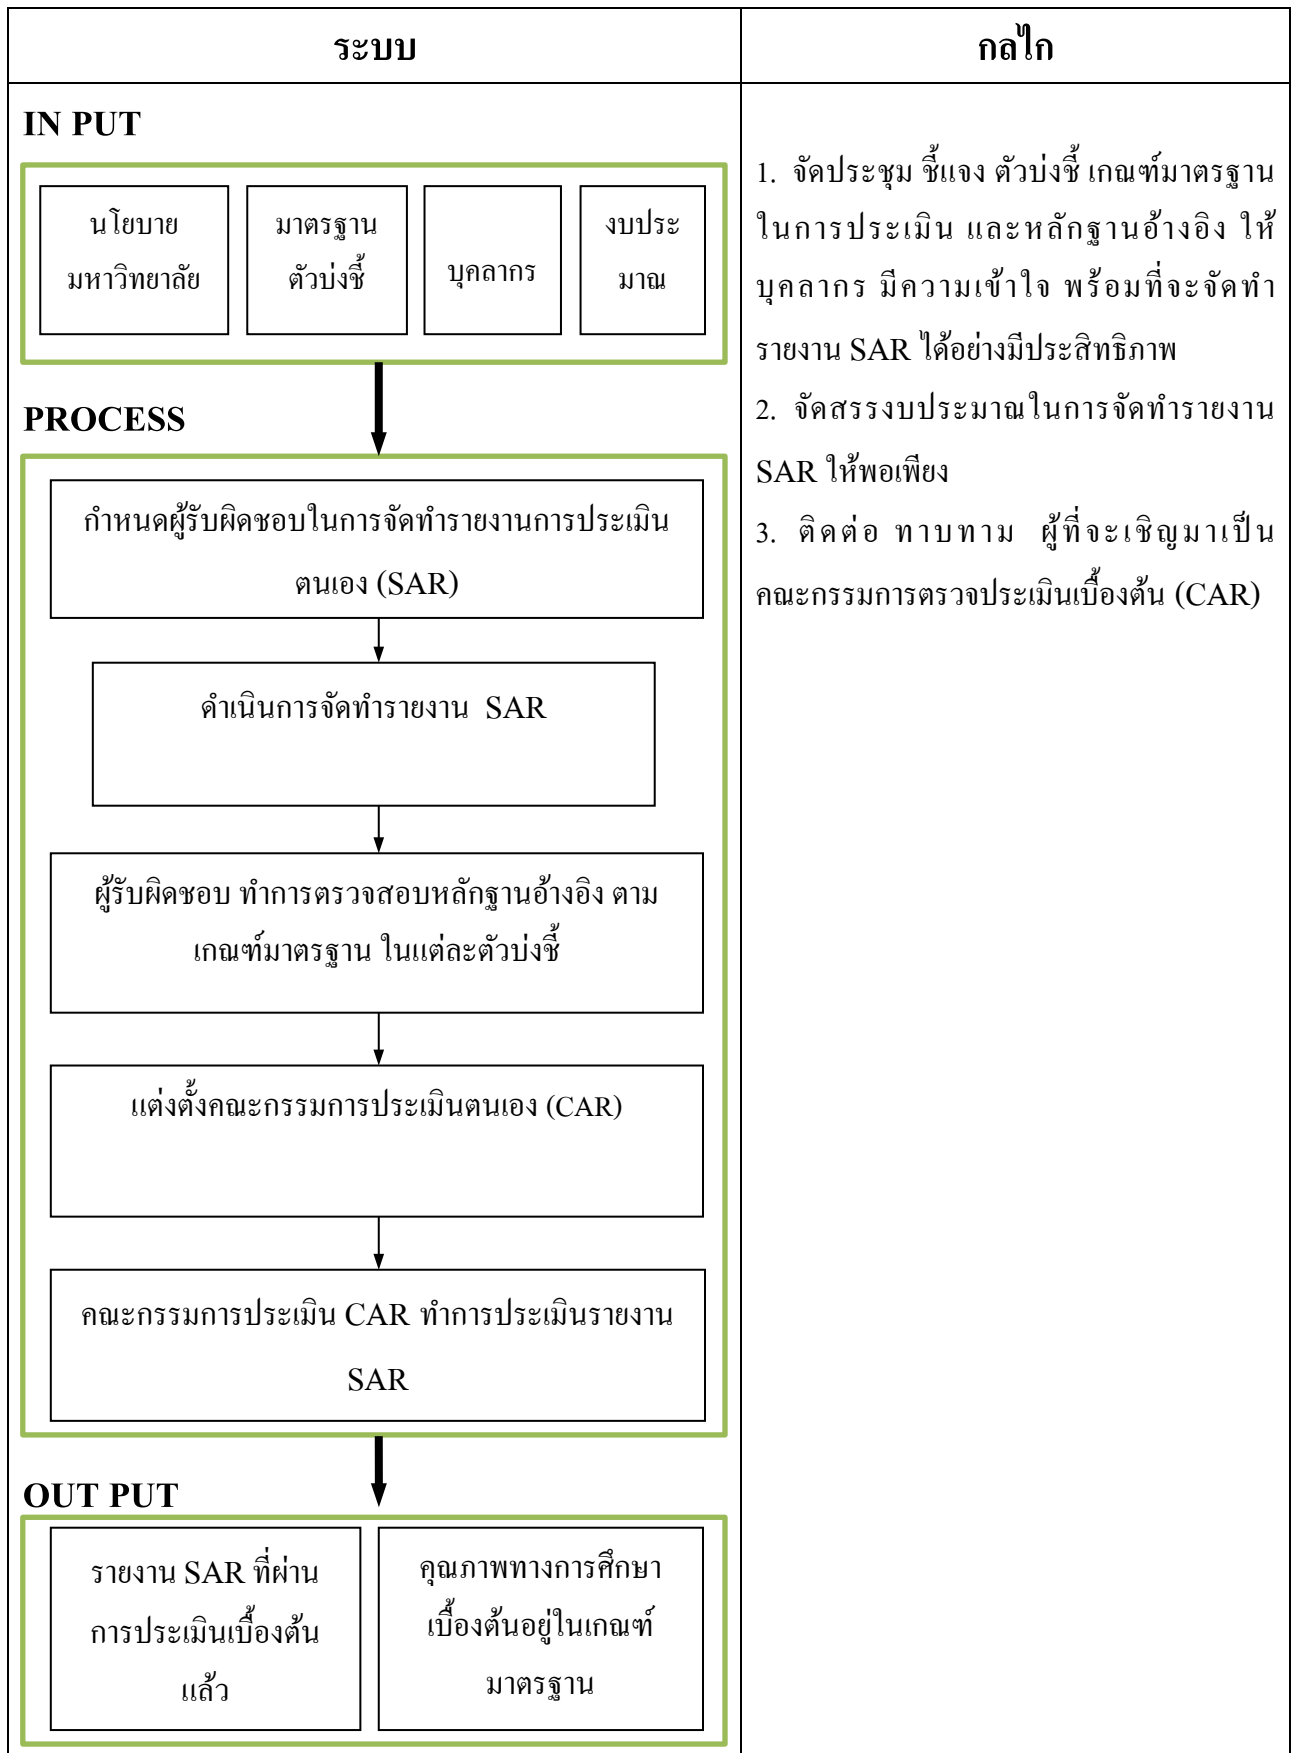 ระบบ
กลไก
IN PUT
นโยบาย
มหาวิทยาลัย
มาตรฐาน
ตัวบ่งชี้
บุคลากร
งบประ
มาณ
PROCESS
กำหนดผู้รับผิดชอบในการจัดทำรายงานการประเมิน
ตนเอง (SAR)
ดำเนินการจัดทำรายงาน SAR
ผู้รับผิดชอบ ทำการตรวจสอบหลักฐานอ้างอิง ตาม
เกณฑ์มาตรฐาน ในแต่ละตัวบ่งชี้
แต่งตั้งคณะกรรมการประเมินตนเอง (CAR)
คณะกรรมการประเมิน CAR ทำการประเมินรายงาน
SAR
OUT PUT
รายงาน SAR ที่ผ่าน
การประเมินเบื้องต้น
แล้ว
คุณภาพทางการศึกษา
เบื้องต้นอยู่ในเกณฑ์
มาตรฐาน
1. จัดประชุม ชี้แจง ตัวบ่งชี้ เกณฑ์มาตรฐาน
ในการประเมิน และหลักฐานอ้างอิง ให้
บุคลากร มีความเข้าใจ พร้อมที่จะจัดทำ
รายงาน SAR ได้อย่างมีประสิทธิภาพ
2. จัดสรรงบประมาณในการจัดทำรายงาน
SAR ให้พอเพียง
3. ติดต่อ ทาบทาม ผู้ที่จะเชิญมาเป็น
คณะกรรมการตรวจประเมินเบื้องต้น (CAR)